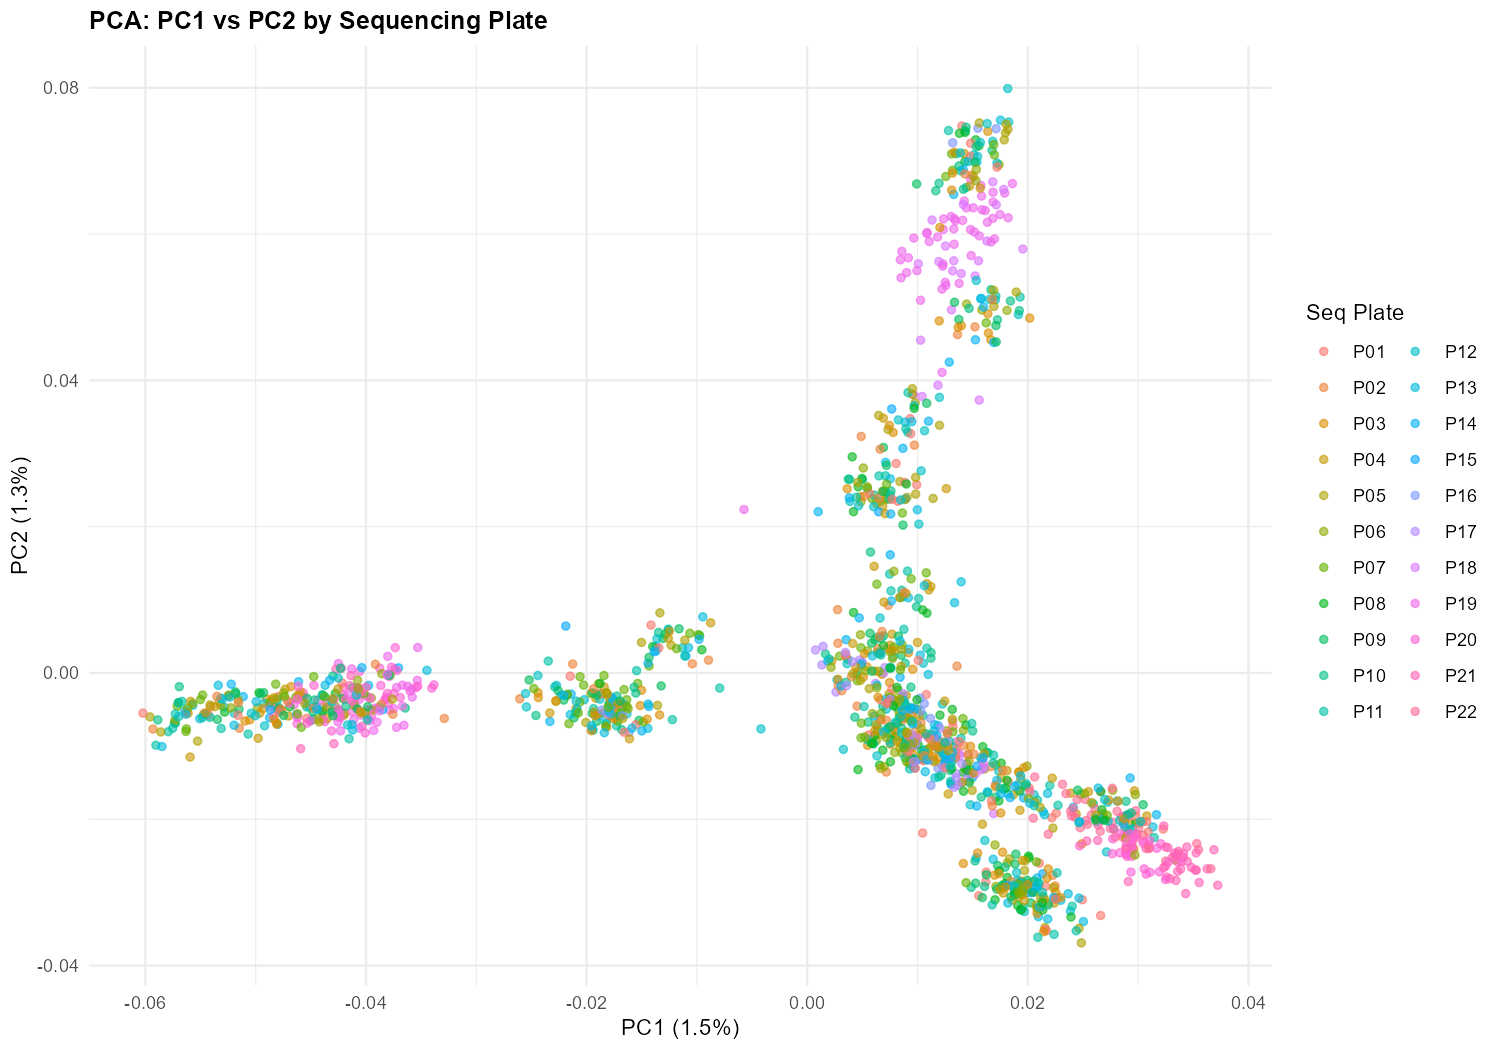 PCA: PC1 vs PC2 by Sequencing Plate
0.08
0.04
0.00
-0.04
PC2 (1.3%)
-0.06
-0.04
-0.02
0.00
0.02
0.04
PC1 (1.5%)
Seq Plate
P01
P02
P03
P04
P05
P06
P07
P08
P09
P10
P11
P12
P13
P14
P15
P16
P17
P18
P19
P20
P21
P22